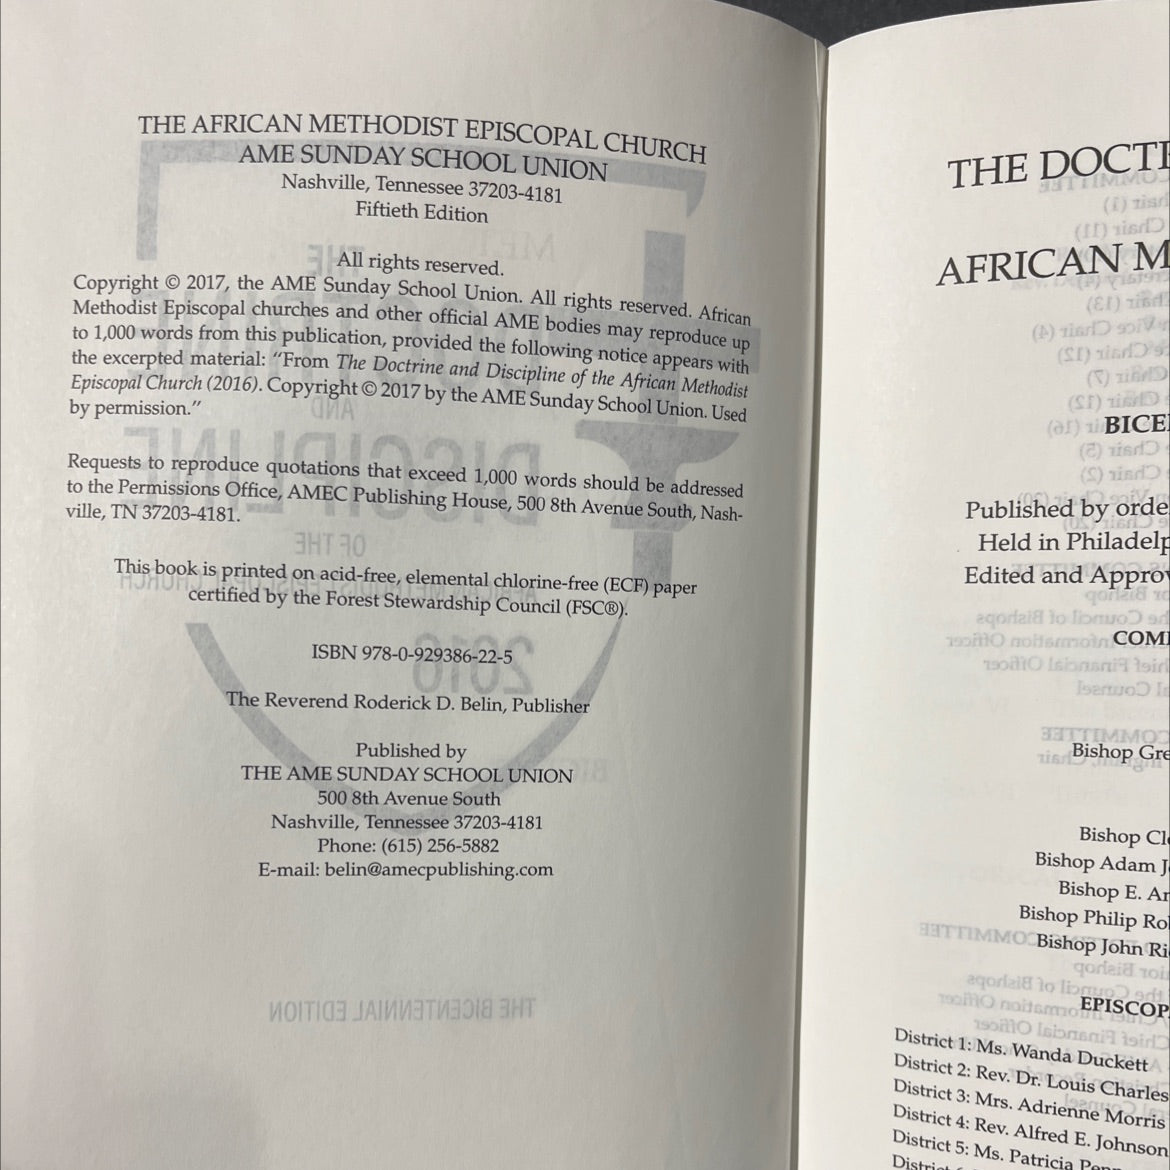 THE AFRICAN METHODIST EPISCOPAL CHURCH
AME SUNDAY SCHOOL UNION
Nashville, Tennessee 37203-4181
Fiftieth Edition
All rights reserved.
Copyright © 2017, the AME Sunday School Union. All rights reserved. African
Methodist Episcopal churches and other official AME bodies may reproduce up
to 1,000 words from this publication, provided the following notice appears with
the excerpted material: "From The Doctrine and Discipline of the African Methodist
Episcopal Church (2016). Copyright © 2017 by the AME Sunday School Union. Used
by permission."
Requests to reproduce quotations that exceed 1,000 words should be addressed
to the Permissions Office, AMEC Publishing House, 500 8th Avenue South, Nash-
ville, TN 37203-4181.
This book is printed on acid-free, elemental chlorine-free (ECF) paper
certified by the Forest Stewardship Council (FSC®).
ISBN 978-0-929386-22-5
The Reverend Roderick D. Belin, Publisher
Published by
THE AME SUNDAY SCHOOL UNION
500 8th Avenue South
Nashville, Tennessee 37203-4181
Phone: (615) 256-5882
E-mail: belin@amecpublishing.com
THE BICENTENNIAL EDITION
THE DOCT
AFRICAN M
BICE
Published by orde
Held in Philadelp
Edited and Approv
COM
Bishop Gre
Bishop Cl
Bishop Adam J
Bishop E. Ar
Bishop Philip Ro
Bishop John Ri
EPISCOP
District 1: Ms. Wanda Duckett
District 2: Rev. Dr. Louis Charles
District 3: Mrs. Adrienne Morris
District 4: Rev. Alfred E. Johnson
District 5: Ms. Patricia